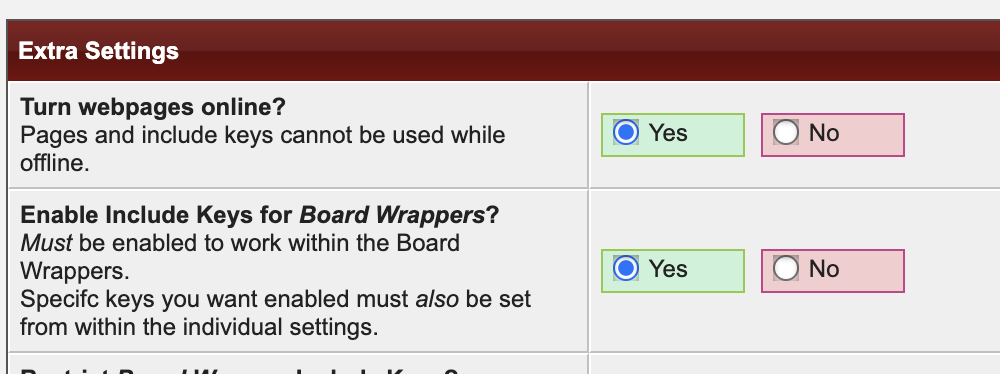 Extra Settings
Turn webpages online?
Pages and include keys cannot be used while
offline.
Yes
No
Enable Include Keys for Board Wrappers?
Must be enabled to work within the Board
Wrappers.
Specifc keys you want enabled must also be set
from within the individual settings.
Yes
No